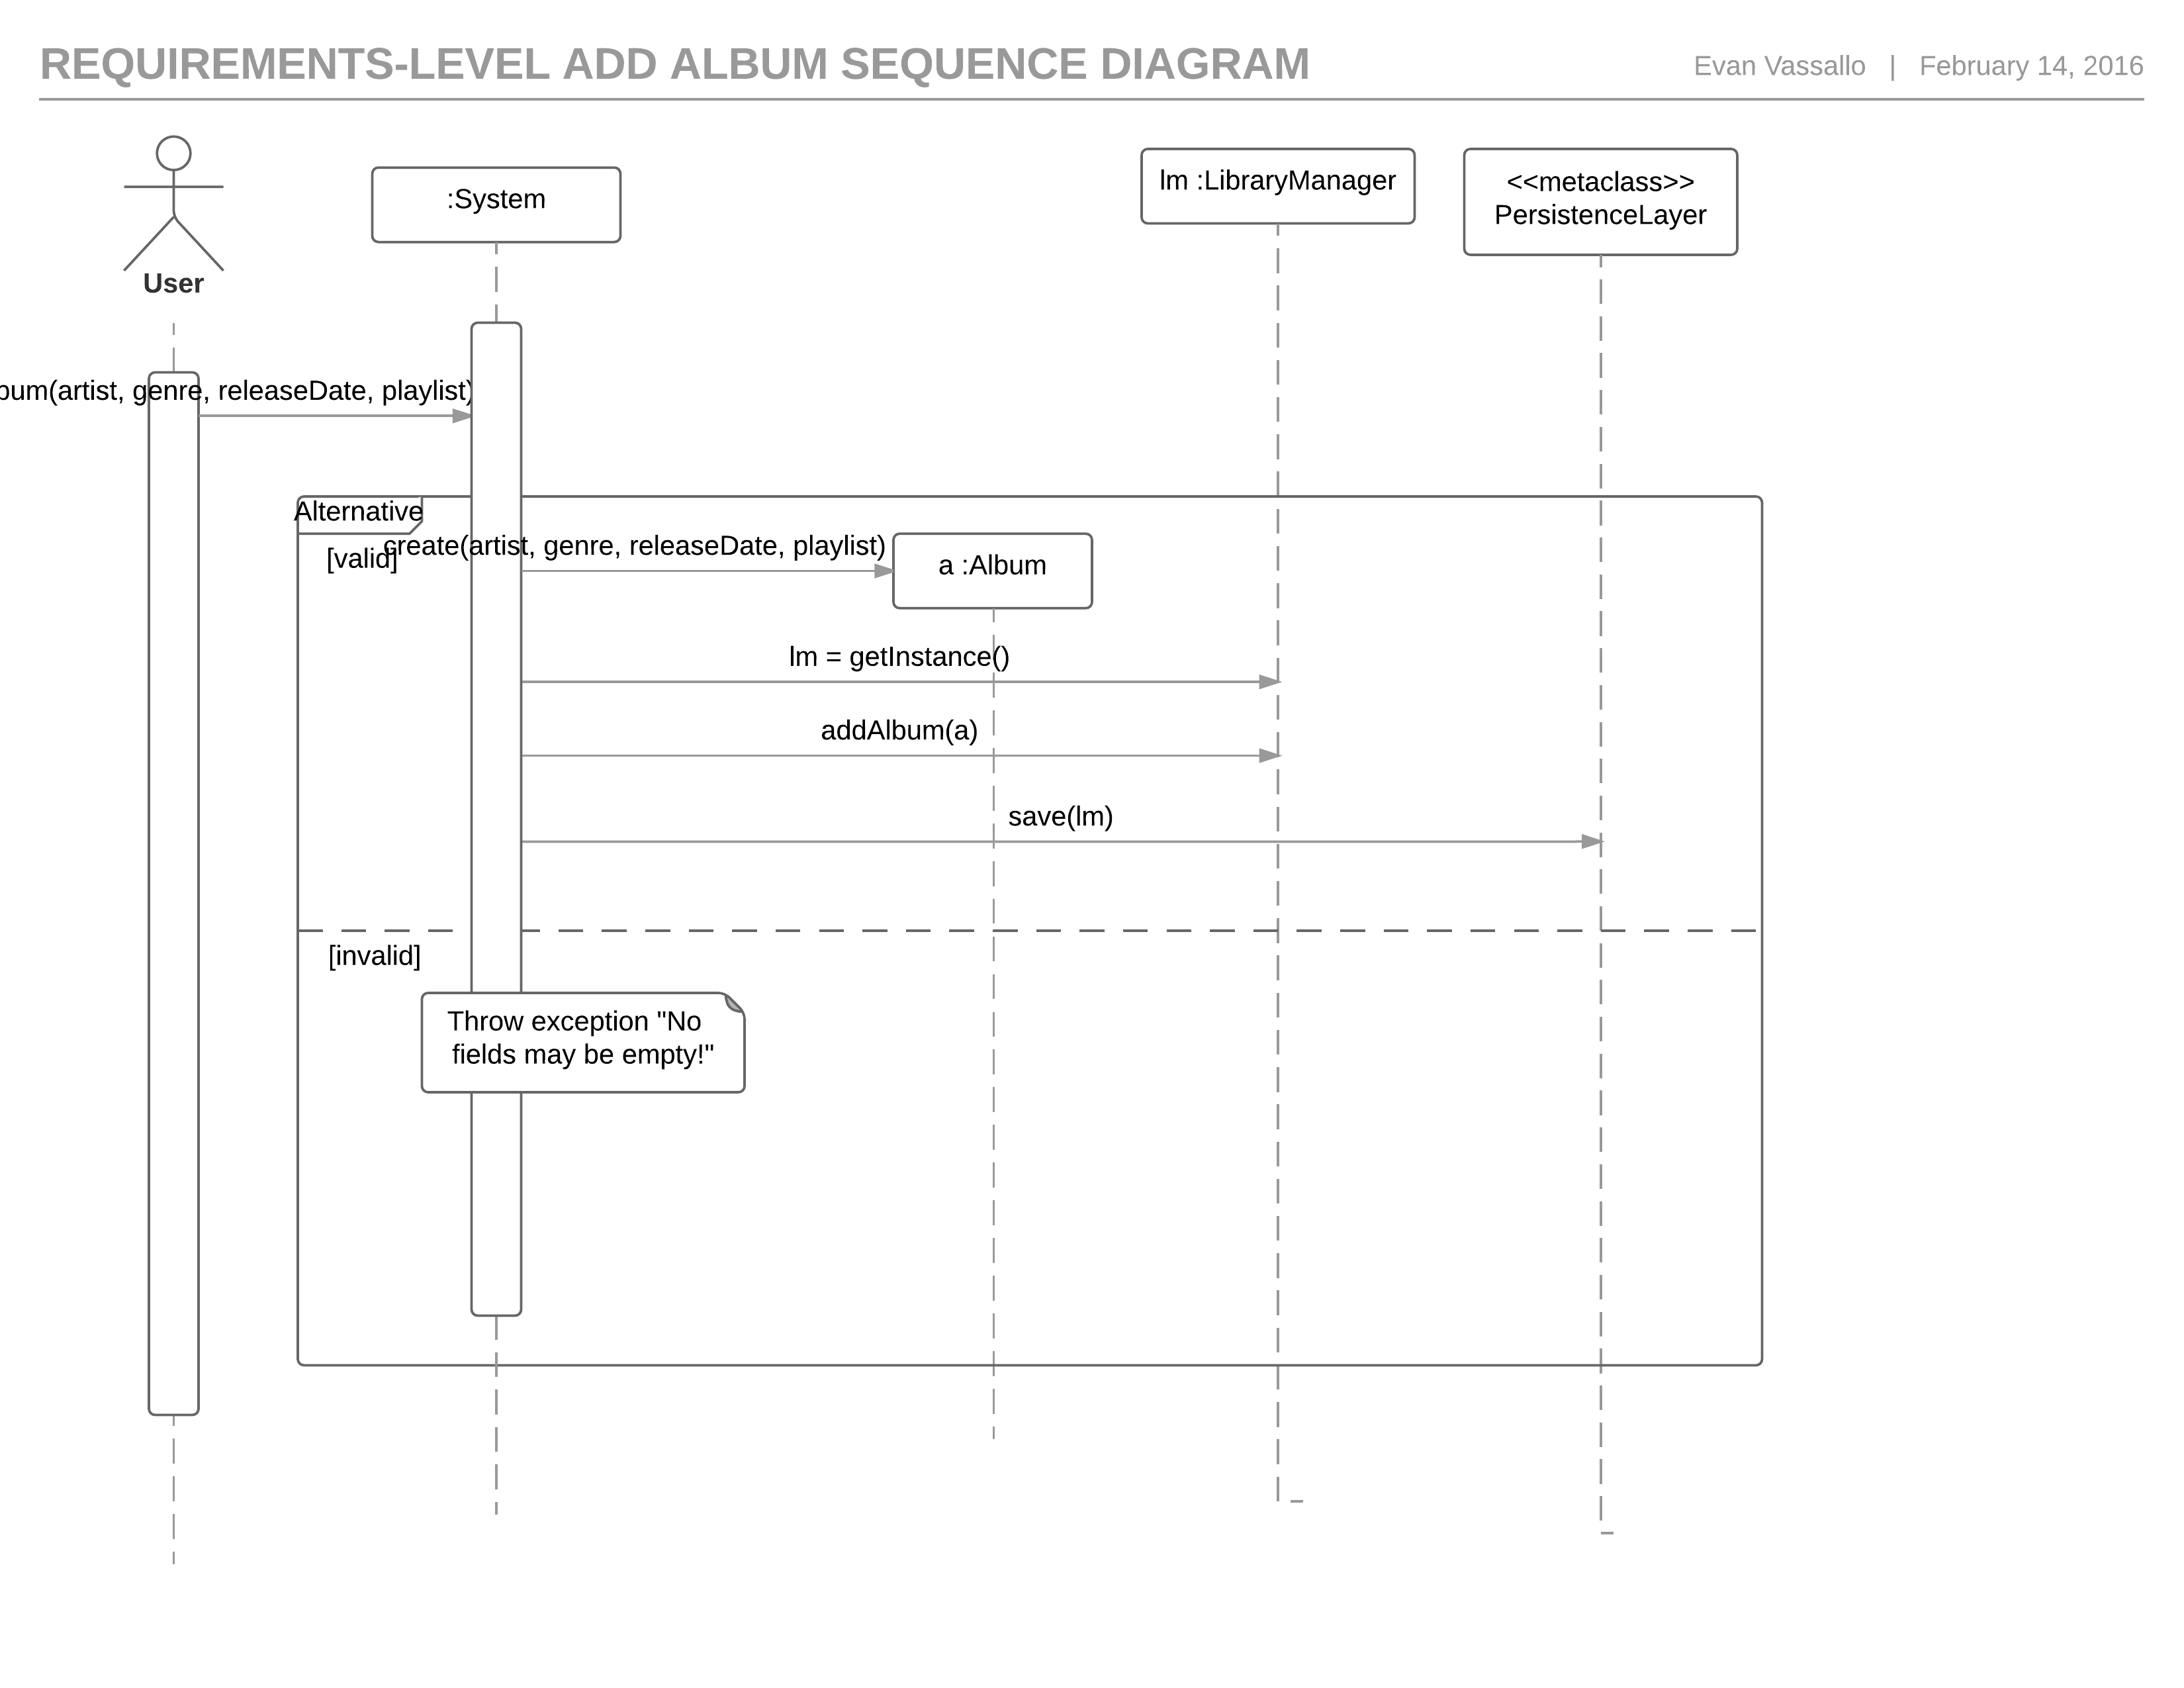 REQUIREMENTS-LEVEL ADD ALBUM SEQUENCE DIAGRAM
Evan Vassallo | February 14, 2016
User
:System
lm :LibraryManager
<<metaclass>>
PersistenceLayer
bum(artist, genre, releaseDate, playlist)
Alternative
[valid]
create(artist, genre, releaseDate, playlist)
a :Album
lm = getInstance()
addAlbum(a)
save(lm)
[invalid]
Throw exception "No
fields may be empty!"